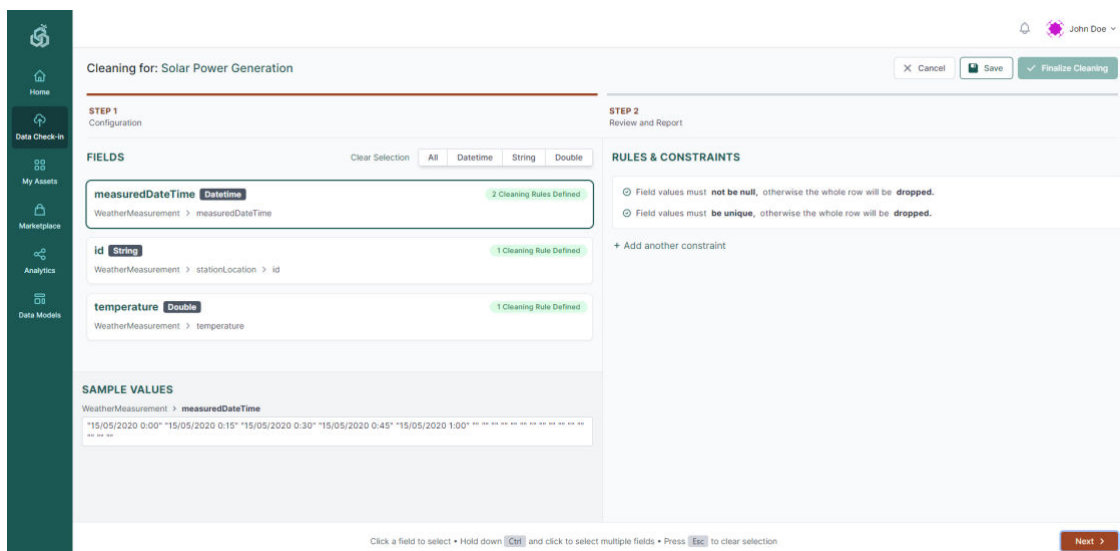 John Doe
Home
Data Check-in
My Assets
Marketplace
Analytics
Data Models
Cleaning for: Solar Power Generation
Cancel
Save
Finalize Cleaning
STEP 1
Configuration
STEP 2
Review and Report
FIELDS
Clear Selection
All
Datetime
String
Double
measuredDateTime Datetime
2 Cleaning Rules Defined
WeatherMeasurement > measuredDateTime
id String
1 Cleaning Rule Defined
WeatherMeasurement > stationLocation > id
temperature Double
1 Cleaning Rule Defined
WeatherMeasurement > temperature
RULES & CONSTRAINTS
Field values must not be null, otherwise the whole row will be dropped.
Field values must be unique, otherwise the whole row will be dropped.
+ Add another constraint
SAMPLE VALUES
WeatherMeasurement > measuredDateTime
"15/05/2020 0:00" "15/05/2020 0:15" "15/05/2020 0:30" "15/05/2020 0:45" "15/05/2020 1:00" "" "" "" "" "" "" "" "" "" "" "" ""
"" "" ""
Click a field to select • Hold down Ctrl and click to select multiple fields • Press Esc to clear selection
Next >